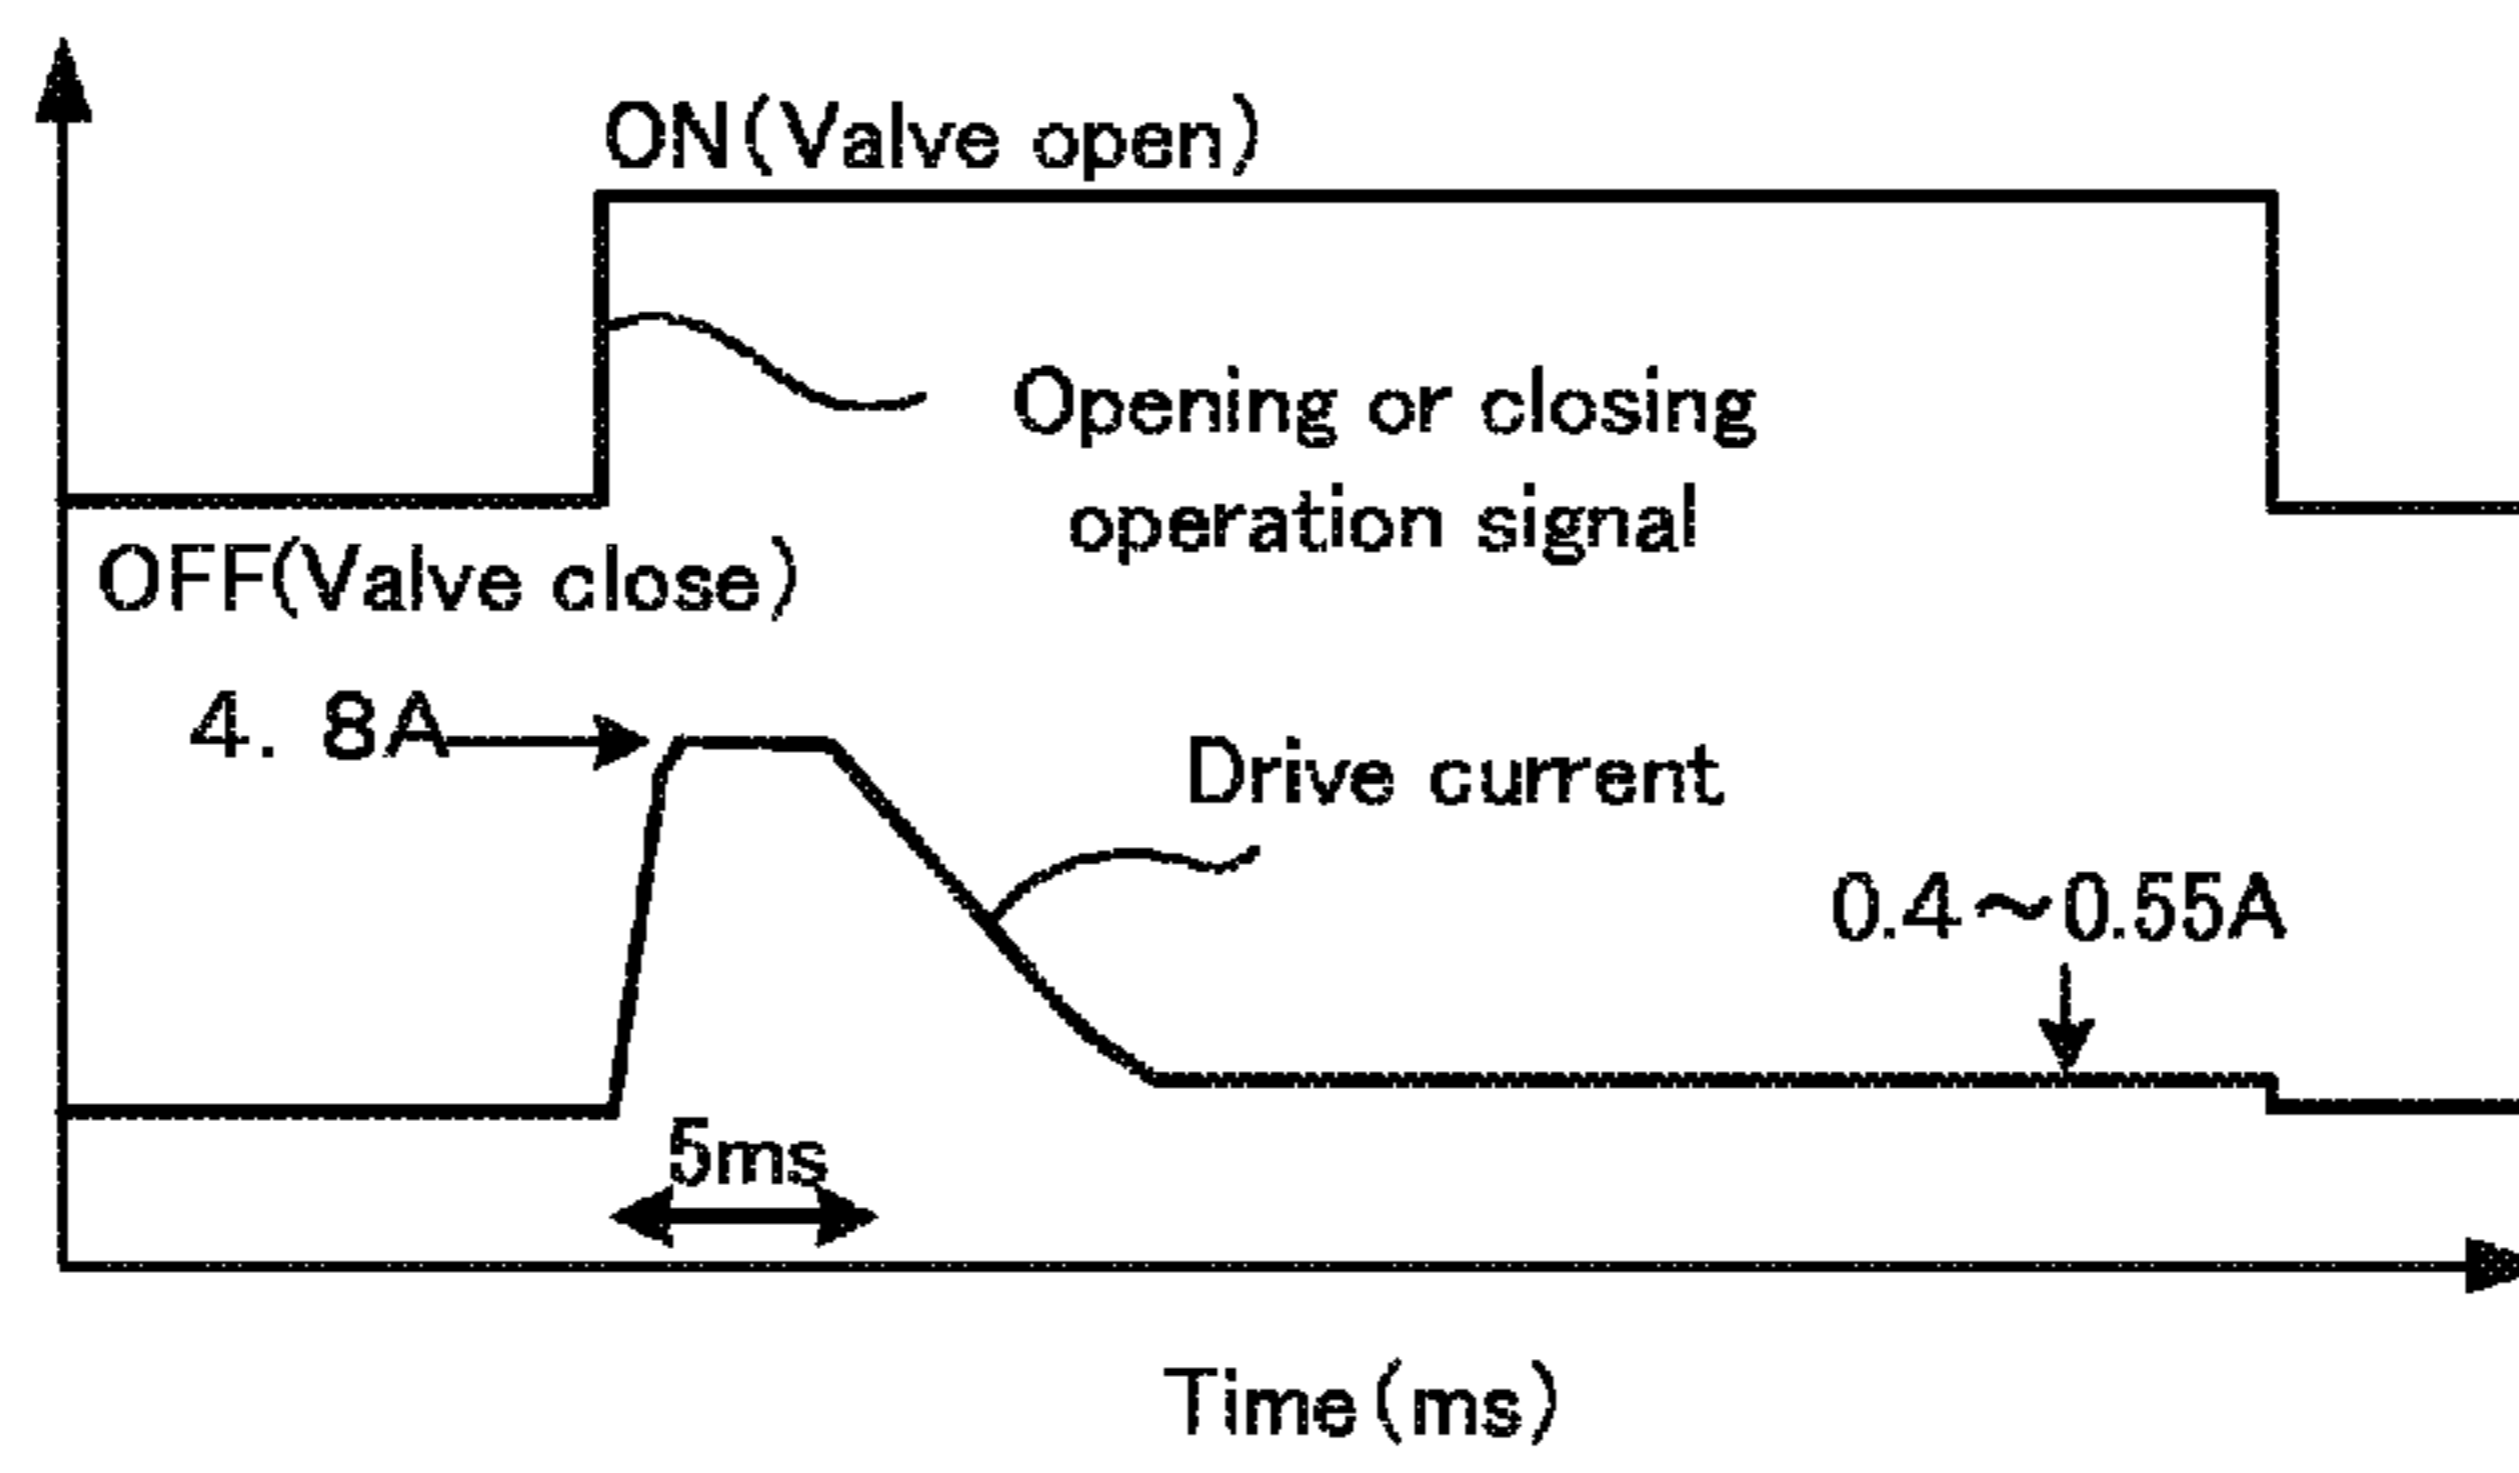 ON(Valve open)
Opening or closing
operation signal
OFF(Valve close)
4. 8A
Drive current
0.4~0.55A
5ms
Time(ms)